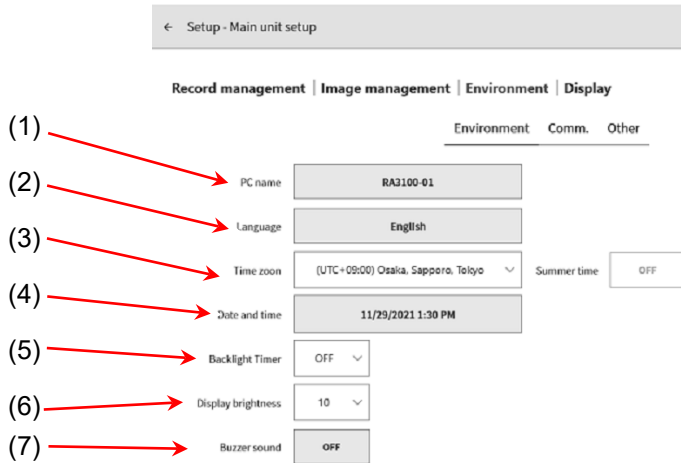 ← Setup - Main unit setup
Record management | Image management | Environment | Display
Environment Comm. Other
(1)
PC name RA3100-01
(2)
Language English
(3)
Time zoon (UTC+09:00) Osaka, Sapporo, Tokyo Summer time OFF
(4)
Date and time 11/29/2021 1:30 PM
(5)
Backlight Timer OFF
(6)
Display brightness 10
(7)
Buzzer sound OFF